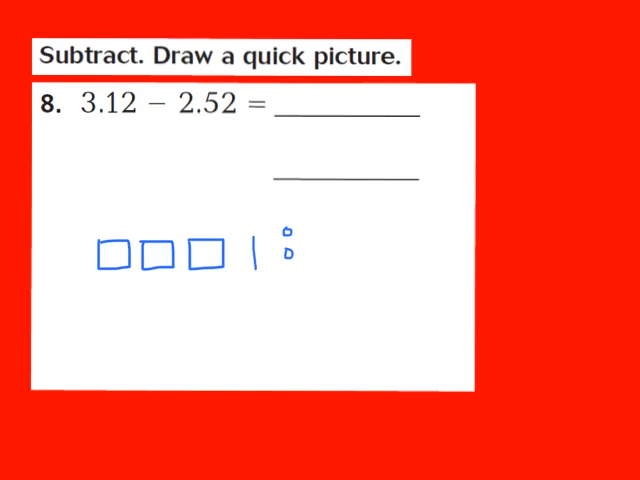 Subtract. Draw a quick picture.
8. 3.12 − 2.52 =